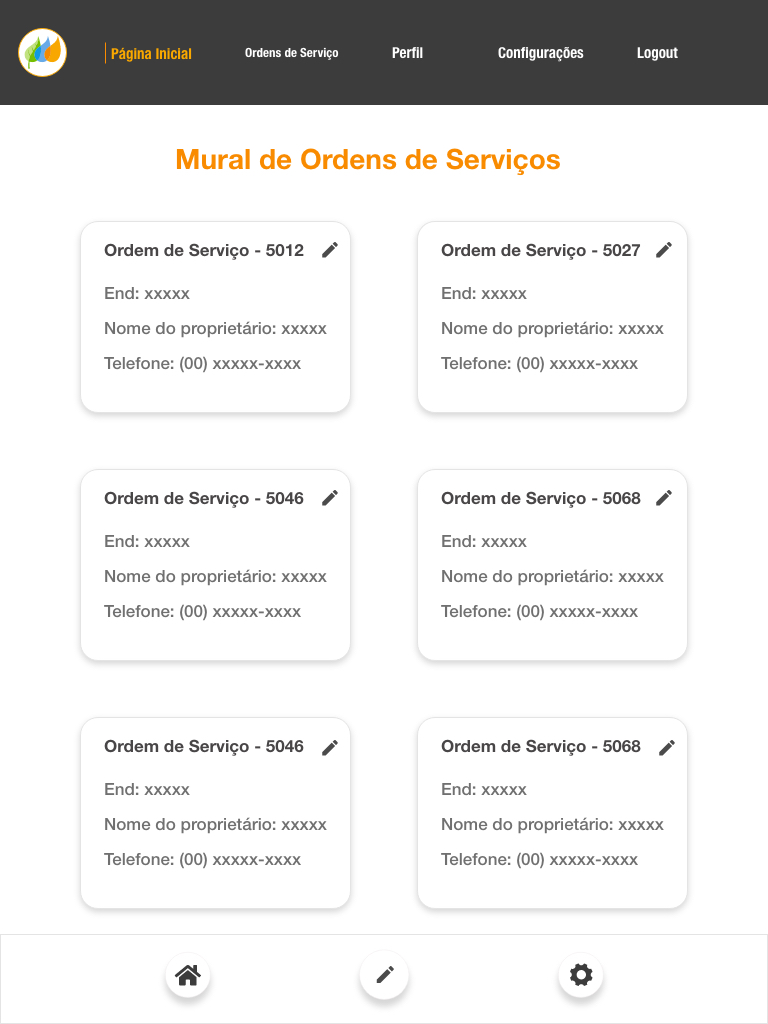 Página Inicial
Ordens de Serviço
Perfil
Configurações
Logout
Mural de Ordens de Serviços
Ordem de Serviço - 5012
End: xxxxx
Nome do proprietário: xxxxx
Telefone: (00) xxxxx-xxxx
Ordem de Serviço - 5027
End: xxxxx
Nome do proprietário: xxxxx
Telefone: (00) xxxxx-xxxx
Ordem de Serviço - 5046
End: xxxxx
Nome do proprietário: xxxxx
Telefone: (00) xxxxx-xxxx
Ordem de Serviço - 5068
End: xxxxx
Nome do proprietário: xxxxx
Telefone: (00) xxxxx-xxxx
Ordem de Serviço - 5046
End: xxxxx
Nome do proprietário: xxxxx
Telefone: (00) xxxxx-xxxx
Ordem de Serviço - 5068
End: xxxxx
Nome do proprietário: xxxxx
Telefone: (00) xxxxx-xxxx